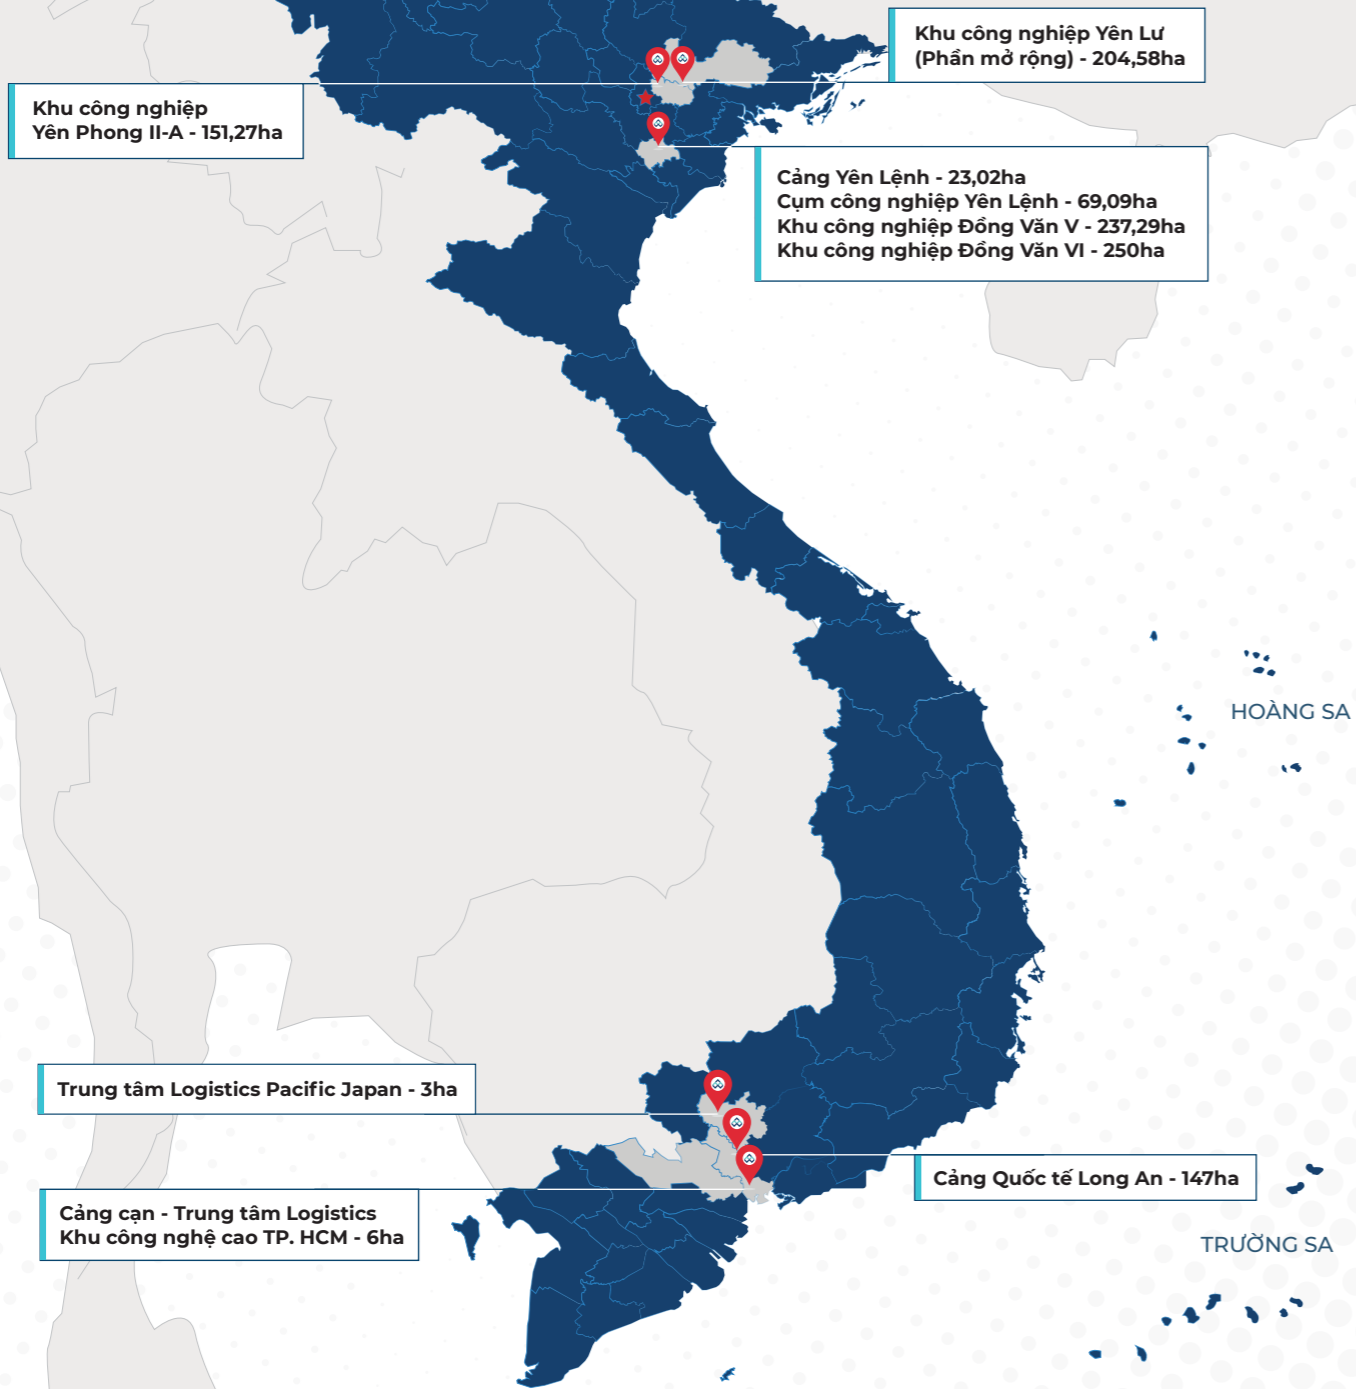 Khu công nghiệp Yên Lư
(Phần mở rộng) - 204,58ha
Khu công nghiệp
Yên Phong II-A - 151,27ha
Cảng Yên Lệnh - 23,02ha
Cụm công nghiệp Yên Lệnh - 69,09ha
Khu công nghiệp Đồng Văn V - 237,29ha
Khu công nghiệp Đồng Văn VI - 250ha
HOÀNG SA
Trung tâm Logistics Pacific Japan - 3ha
Cảng Quốc tế Long An - 147ha
Cảng cạn - Trung tâm Logistics
Khu công nghệ cao TP. HCM - 6ha
TRƯỜNG SA